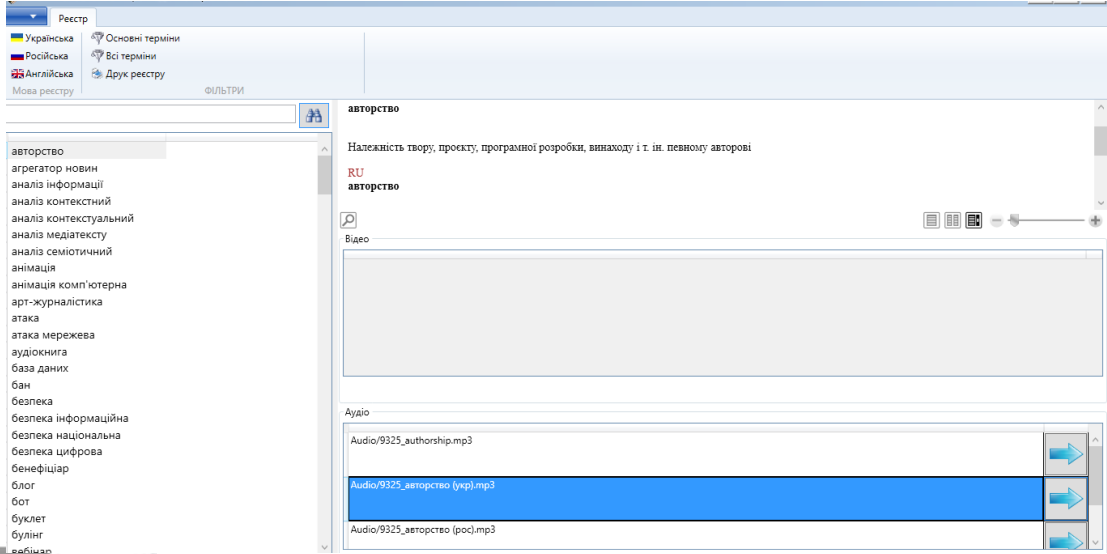 Реєстр
Українська
Російська
Англійська
Мова реєстру
Основні терміни
Всі терміни
Друк реєстру
ФІЛЬТРИ
авторство
агрегатор новин
аналіз інформації
аналіз контекстний
аналіз контекстуальний
аналіз медіатексту
аналіз семіотичний
анімація
анімація комп'ютерна
арт-журналістика
атака
атака мережева
аудіокнига
база даних
бан
безпека
безпека інформаційна
безпека національна
безпека цифрова
бенефіціар
блог
бот
буклет
булінг
вебінар
авторство
Належність твору, проєкту, програмної розробки, винаходу і т. ін. певному авторові
RU
авторство
Відео
Аудіо
Audio/9325_authorship.mp3
Audio/9325_авторство (укр).mp3
Audio/9325_авторство (рос).mp3